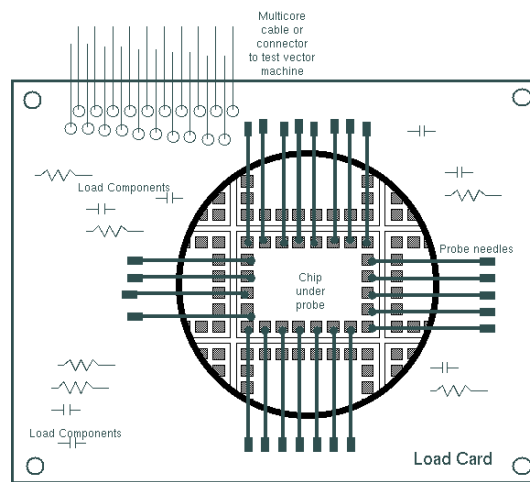 Multicore
cable or
connector
to test vector
machine
Load Components
Probe needles
Chip
under
probe
Load Components
Load Card